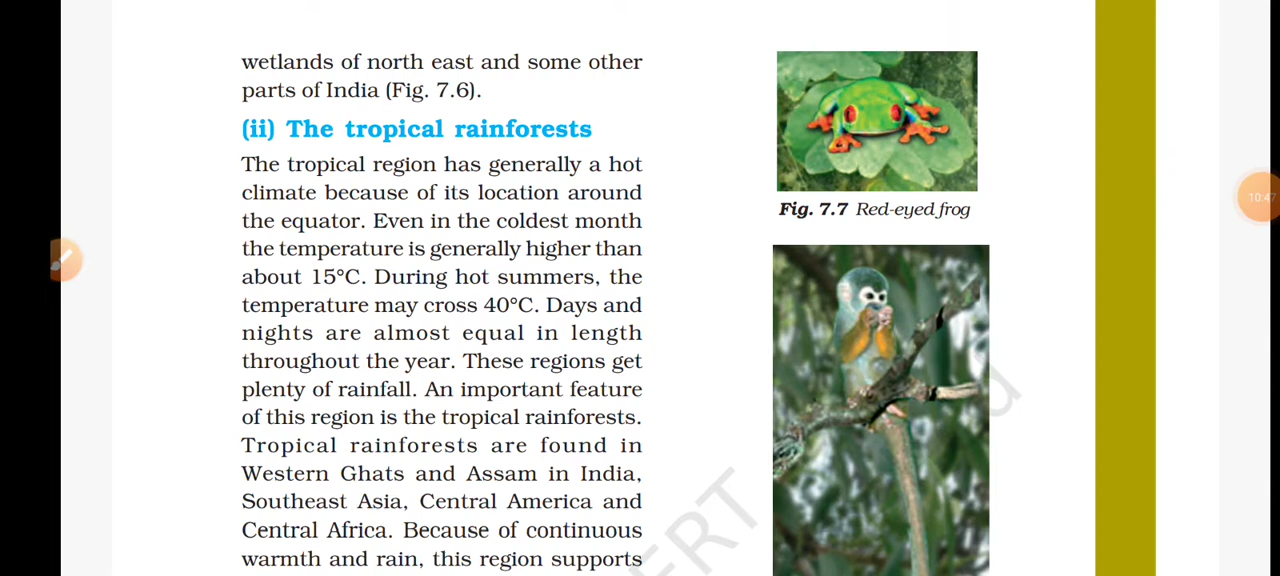 wetlands of north east and some other
parts of India (Fig. 7.6).
(ii) The tropical rainforests
The tropical region has generally a hot
climate because of its location around
the equator. Even in the coldest month
the temperature is generally higher than
about 15°C. During hot summers, the
temperature may cross 40°C. Days and
nights are almost equal in length
throughout the year. These regions get
plenty of rainfall. An important feature
of this region is the tropical rainforests.
Tropical rainforests are found in
Western Ghats and Assam in India,
Southeast Asia, Central America and
Central Africa. Because of continuous
warmth and rain, this region supports
Fig. 7.7 Red-eyed frog
10:47